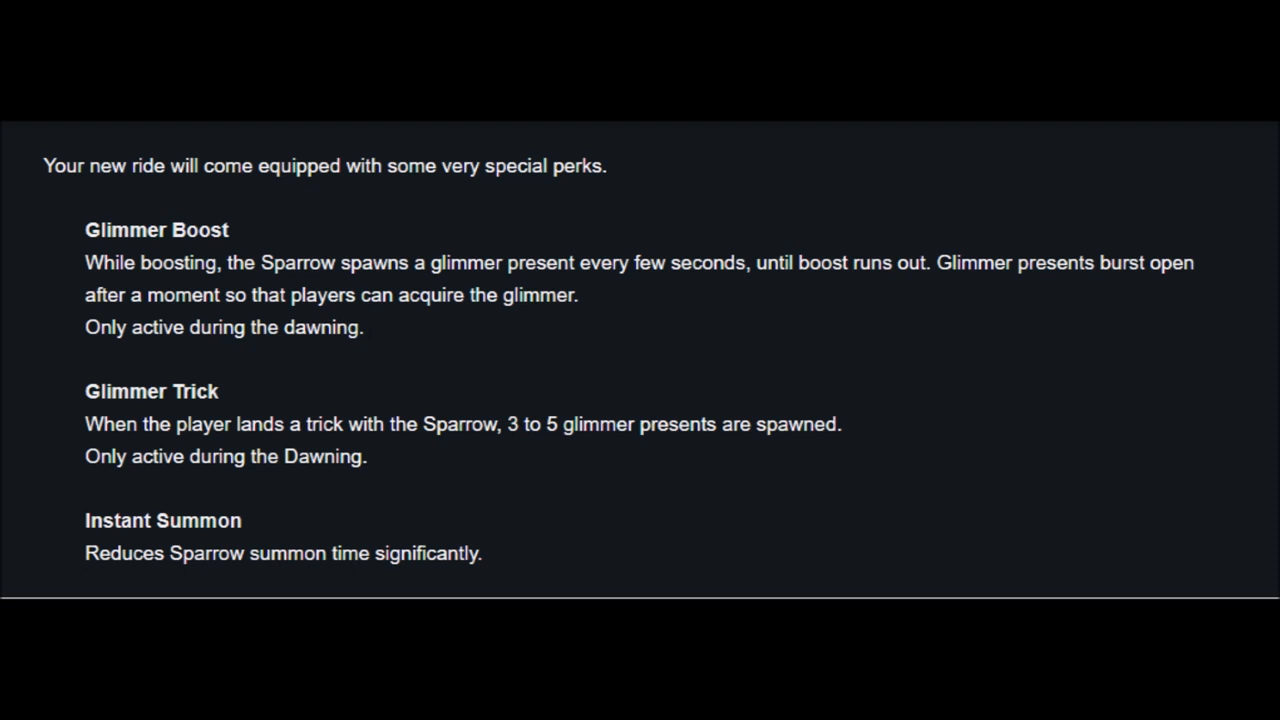 Your new ride will come equipped with some very special perks.
Glimmer Boost
While boosting, the Sparrow spawns a glimmer present every few seconds, until boost runs out. Glimmer presents burst open
after a moment so that players can acquire the glimmer.
Only active during the dawning.
Glimmer Trick
When the player lands a trick with the Sparrow, 3 to 5 glimmer presents are spawned.
Only active during the Dawning.
Instant Summon
Reduces Sparrow summon time significantly.